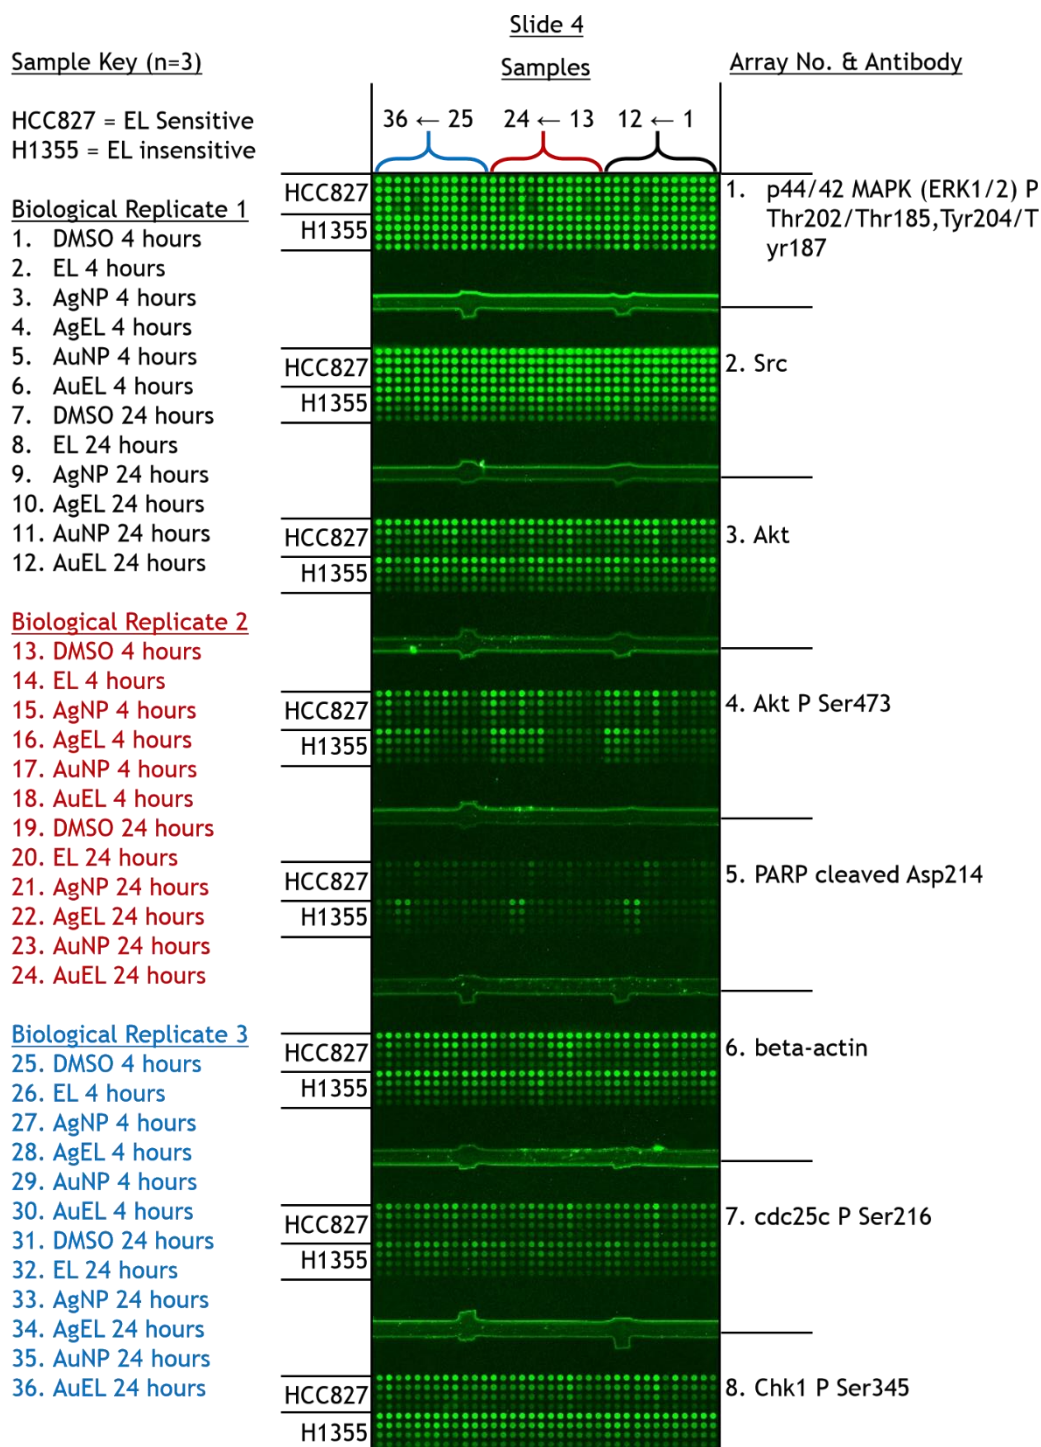 Slide 4
Sample Key (n=3)
Samples
Array No. & Antibody
HCC827 = EL Sensitive
H1355 = EL insensitive
36 ← 25
24 ← 13
12 ← 1
Biological Replicate 1
1. DMSO 4 hours
2. EL 4 hours
3. AgNP 4 hours
4. AgEL 4 hours
5. AuNP 4 hours
6. AuEL 4 hours
7. DMSO 24 hours
8. EL 24 hours
9. AgNP 24 hours
10. AgEL 24 hours
11. AuNP 24 hours
12. AuEL 24 hours
Biological Replicate 2
13. DMSO 4 hours
14. EL 4 hours
15. AgNP 4 hours
16. AgEL 4 hours
17. AuNP 4 hours
18. AuEL 4 hours
19. DMSO 24 hours
20. EL 24 hours
21. AgNP 24 hours
22. AgEL 24 hours
23. AuNP 24 hours
24. AuEL 24 hours
Biological Replicate 3
25. DMSO 4 hours
26. EL 4 hours
27. AgNP 4 hours
28. AgEL 4 hours
29. AuNP 4 hours
30. AuEL 4 hours
31. DMSO 24 hours
32. EL 24 hours
33. AgNP 24 hours
34. AgEL 24 hours
35. AuNP 24 hours
36. AuEL 24 hours
HCC827
H1355
1. p44/42 MAPK (ERK1/2) P
Thr202/Thr185,Tyr204/T
yr187
HCC827
H1355
2. Src
HCC827
H1355
3. Akt
HCC827
H1355
4. Akt P Ser473
HCC827
H1355
5. PARP cleaved Asp214
HCC827
H1355
6. beta-actin
HCC827
H1355
7. cdc25c P Ser216
HCC827
H1355
8. Chk1 P Ser345